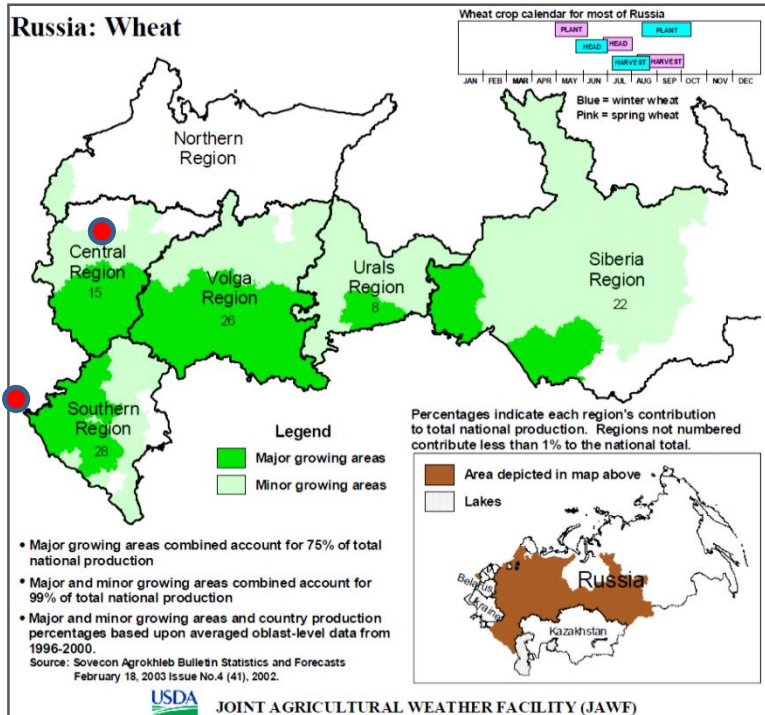 Russia: Wheat
Wheat crop calendar for most of Russia
PLANT PLANT
HEAD HEAD
HARVEST HARVEST
JAN FEB MAR APR MAY JUN JUL AUG SEP OCT NOV DEC
Blue = winter wheat
Pink = spring wheat
Northern
Region
Central
Region
15
Volga
Region
26
Urals
Region
8
Siberia
Region
22
Southern
Region
28
Legend
Major growing areas
Minor growing areas
Percentages indicate each region's contribution
to total national production. Regions not numbered
contribute less than 1% to the national total.
Area depicted in map above
Lakes
Belarus
Ukraine
Russia
Kazakhstan
• Major growing areas combined account for 75% of total
national production
• Major and minor growing areas combined account for
99% of total national production
• Major and minor growing areas and country production
percentages based upon averaged oblast-level data from
1996-2000.
Source: Sovecon Agrokhleb Bulletin Statistics and Forecasts
February 18, 2003 Issue No.4 (41), 2002.
USDA
JOINT AGRICULTURAL WEATHER FACILITY (JAWF)